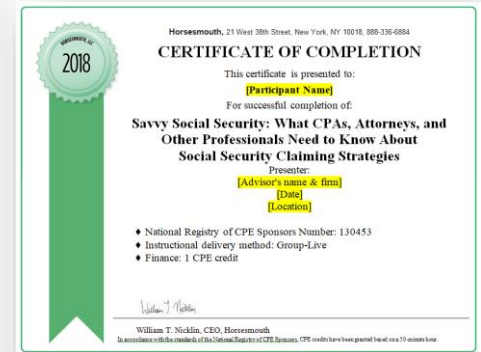 HORSESMOUTH, LLC
2018
Horsesmouth, 21 West 38th Street, New York, NY 10018, 888-336-6884
CERTIFICATE OF COMPLETION
This certificate is presented to:
[Participant Name]
For successful completion of:
Savvy Social Security: What CPAs, Attorneys, and
Other Professionals Need to Know About
Social Security Claiming Strategies
Presenter:
[Advisor's name & firm]
[Date]
[Location]
♦ National Registry of CPE Sponsors Number: 130453
♦ Instructional delivery method: Group-Live
♦ Finance: 1 CPE credit
William T. Nicklin
William T. Nicklin, CEO, Horsesmouth
In accordance with the standards of the National Registry of CPE Sponsors, CPE credits have been granted based on a 50 minute hour.